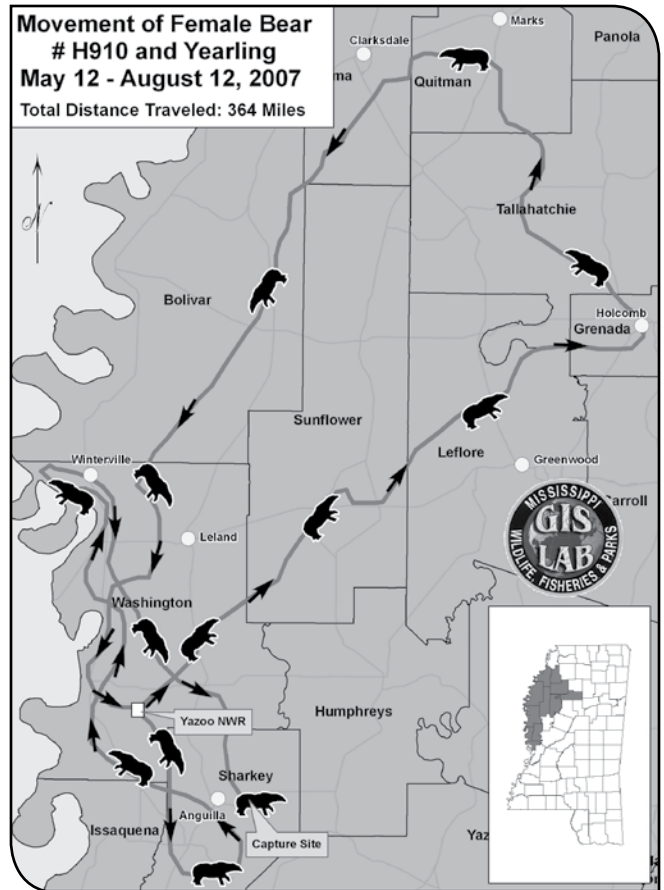 Movement of Female Bear
# H910 and Yearling
May 12 - August 12, 2007
Total Distance Traveled: 364 Miles
Marks
Panola
Clarksdale
ma
Quitman
Tallahatchie
Bolivar
Holcomb
Grenada
Sunflower
Leflore
Greenwood
Winterville
Carroll
MISSISSIPPI
GIS
LAB
WILDLIFE, FISHERIES & PARKS
Leland
Washington
Yazoo NWR
Humphreys
Sharkey
Anguilla
Issaquena
Capture Site
Yaz